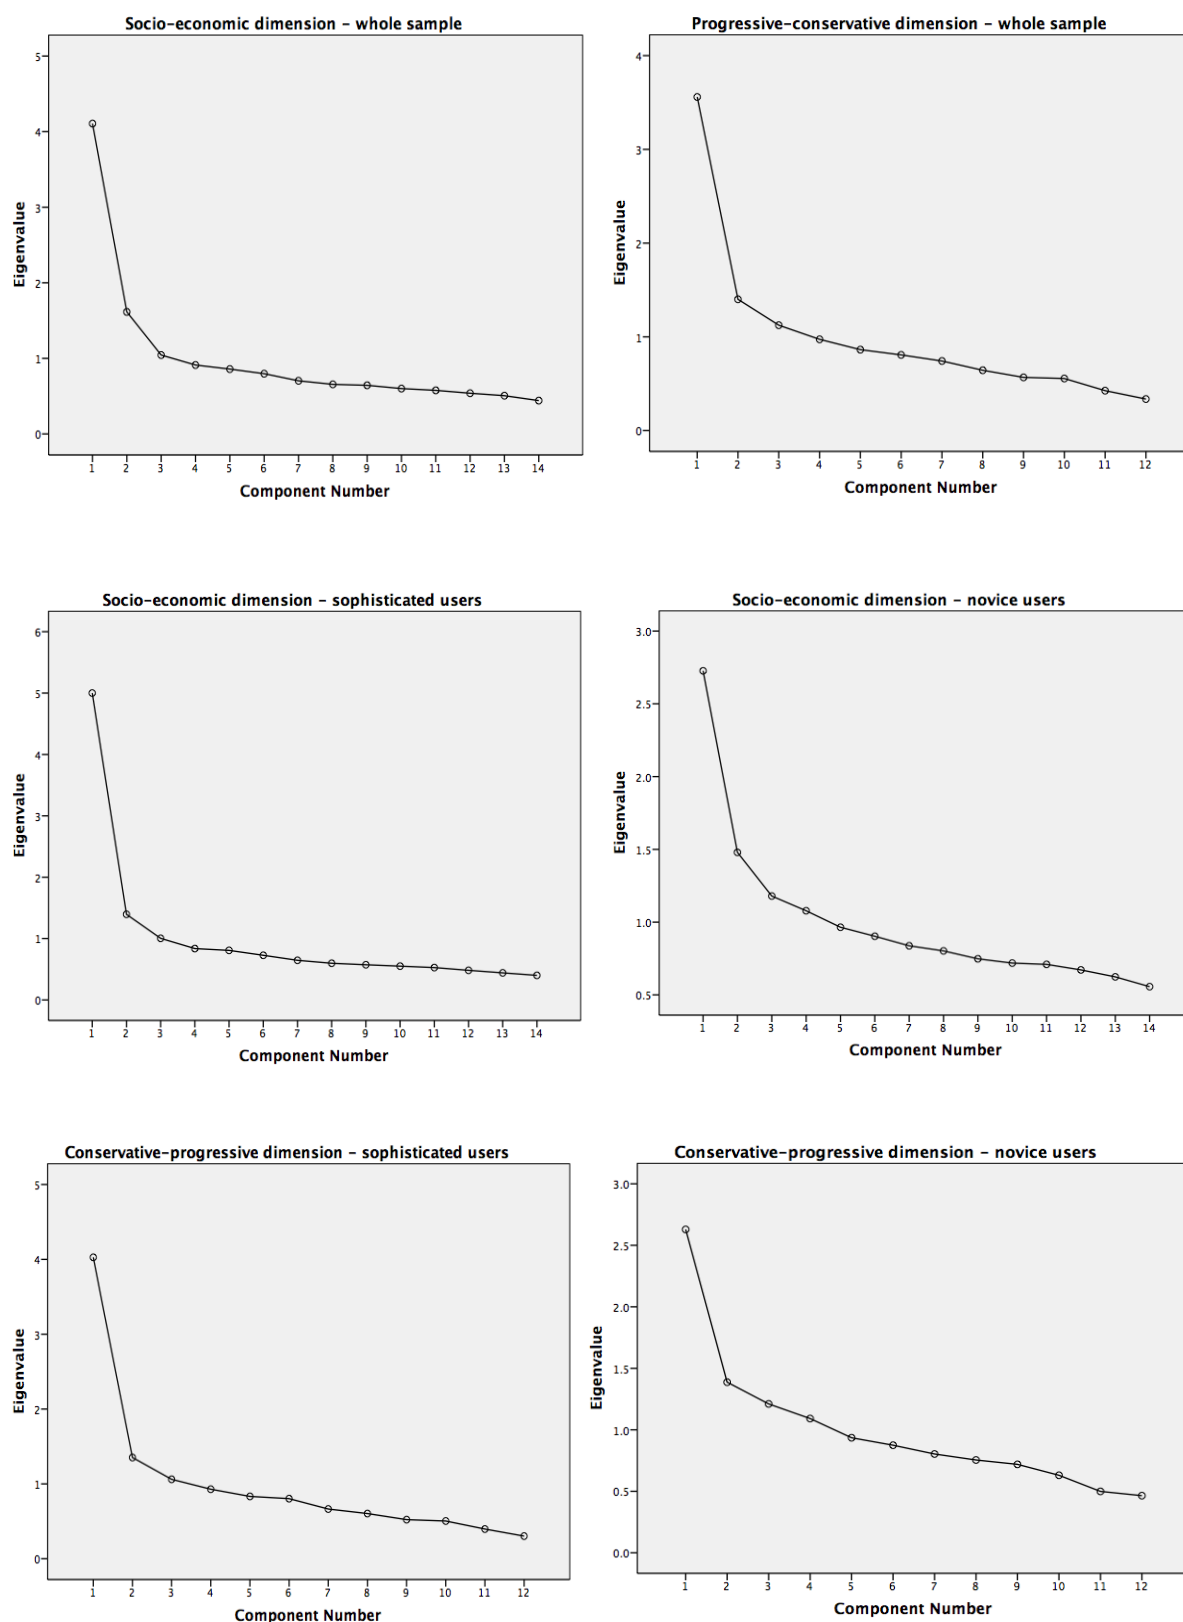 Socio-economic dimension - whole sample
5
4
3
2
1
0
Eigenvalue
1 2 3 4 5 6 7 8 9 10 11 12 13 14
Component Number
Progressive-conservative dimension - whole sample
4
3
2
1
0
Eigenvalue
1 2 3 4 5 6 7 8 9 10 11 12
Component Number
Socio-economic dimension - sophisticated users
6
5
4
3
2
1
0
Eigenvalue
1 2 3 4 5 6 7 8 9 10 11 12 13 14
Component Number
Socio-economic dimension - novice users
3.0
2.5
2.0
1.5
1.0
0.5
Eigenvalue
1 2 3 4 5 6 7 8 9 10 11 12 13 14
Component Number
Conservative-progressive dimension - sophisticated users
5
4
3
2
1
0
Eigenvalue
1 2 3 4 5 6 7 8 9 10 11 12
Component Number
Conservative-progressive dimension - novice users
3.0
2.5
2.0
1.5
1.0
0.5
0.0
Eigenvalue
1 2 3 4 5 6 7 8 9 10 11 12
Component Number